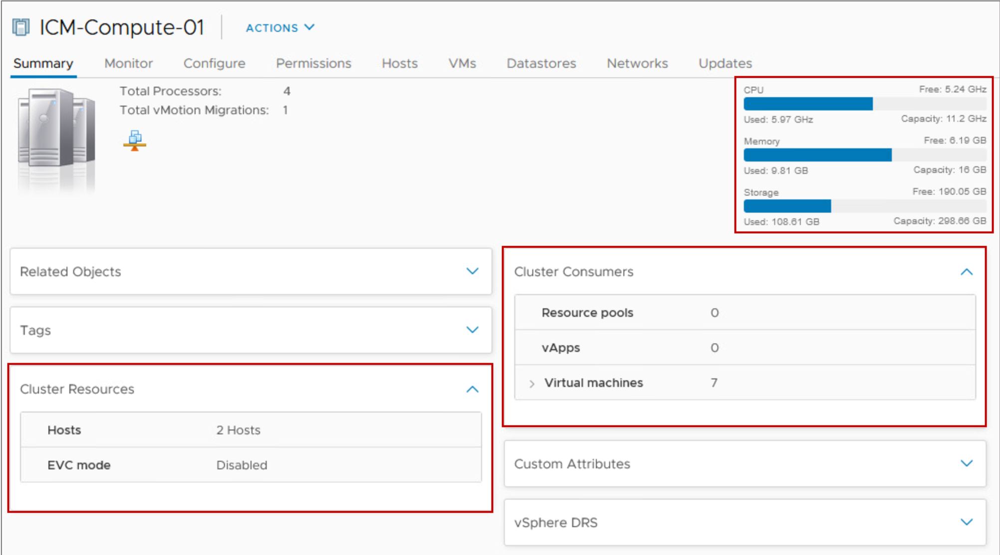 ICM-Compute-01
ACTIONS
Summary Monitor Configure Permissions Hosts VMs Datastores Networks Updates
Total Processors: 4
Total vMotion Migrations: 1
CPU Free: 5.24 GHz
Used: 5.97 GHz Capacity: 11.2 GHz
Memory Free: 6.19 GB
Used: 9.81 GB Capacity: 16 GB
Storage Free: 190.05 GB
Used: 108.61 GB Capacity: 298.66 GB
Related Objects
Tags
Cluster Resources
Hosts 2 Hosts
EVC mode Disabled
Cluster Consumers
Resource pools 0
vApps 0
Virtual machines 7
Custom Attributes
vSphere DRS